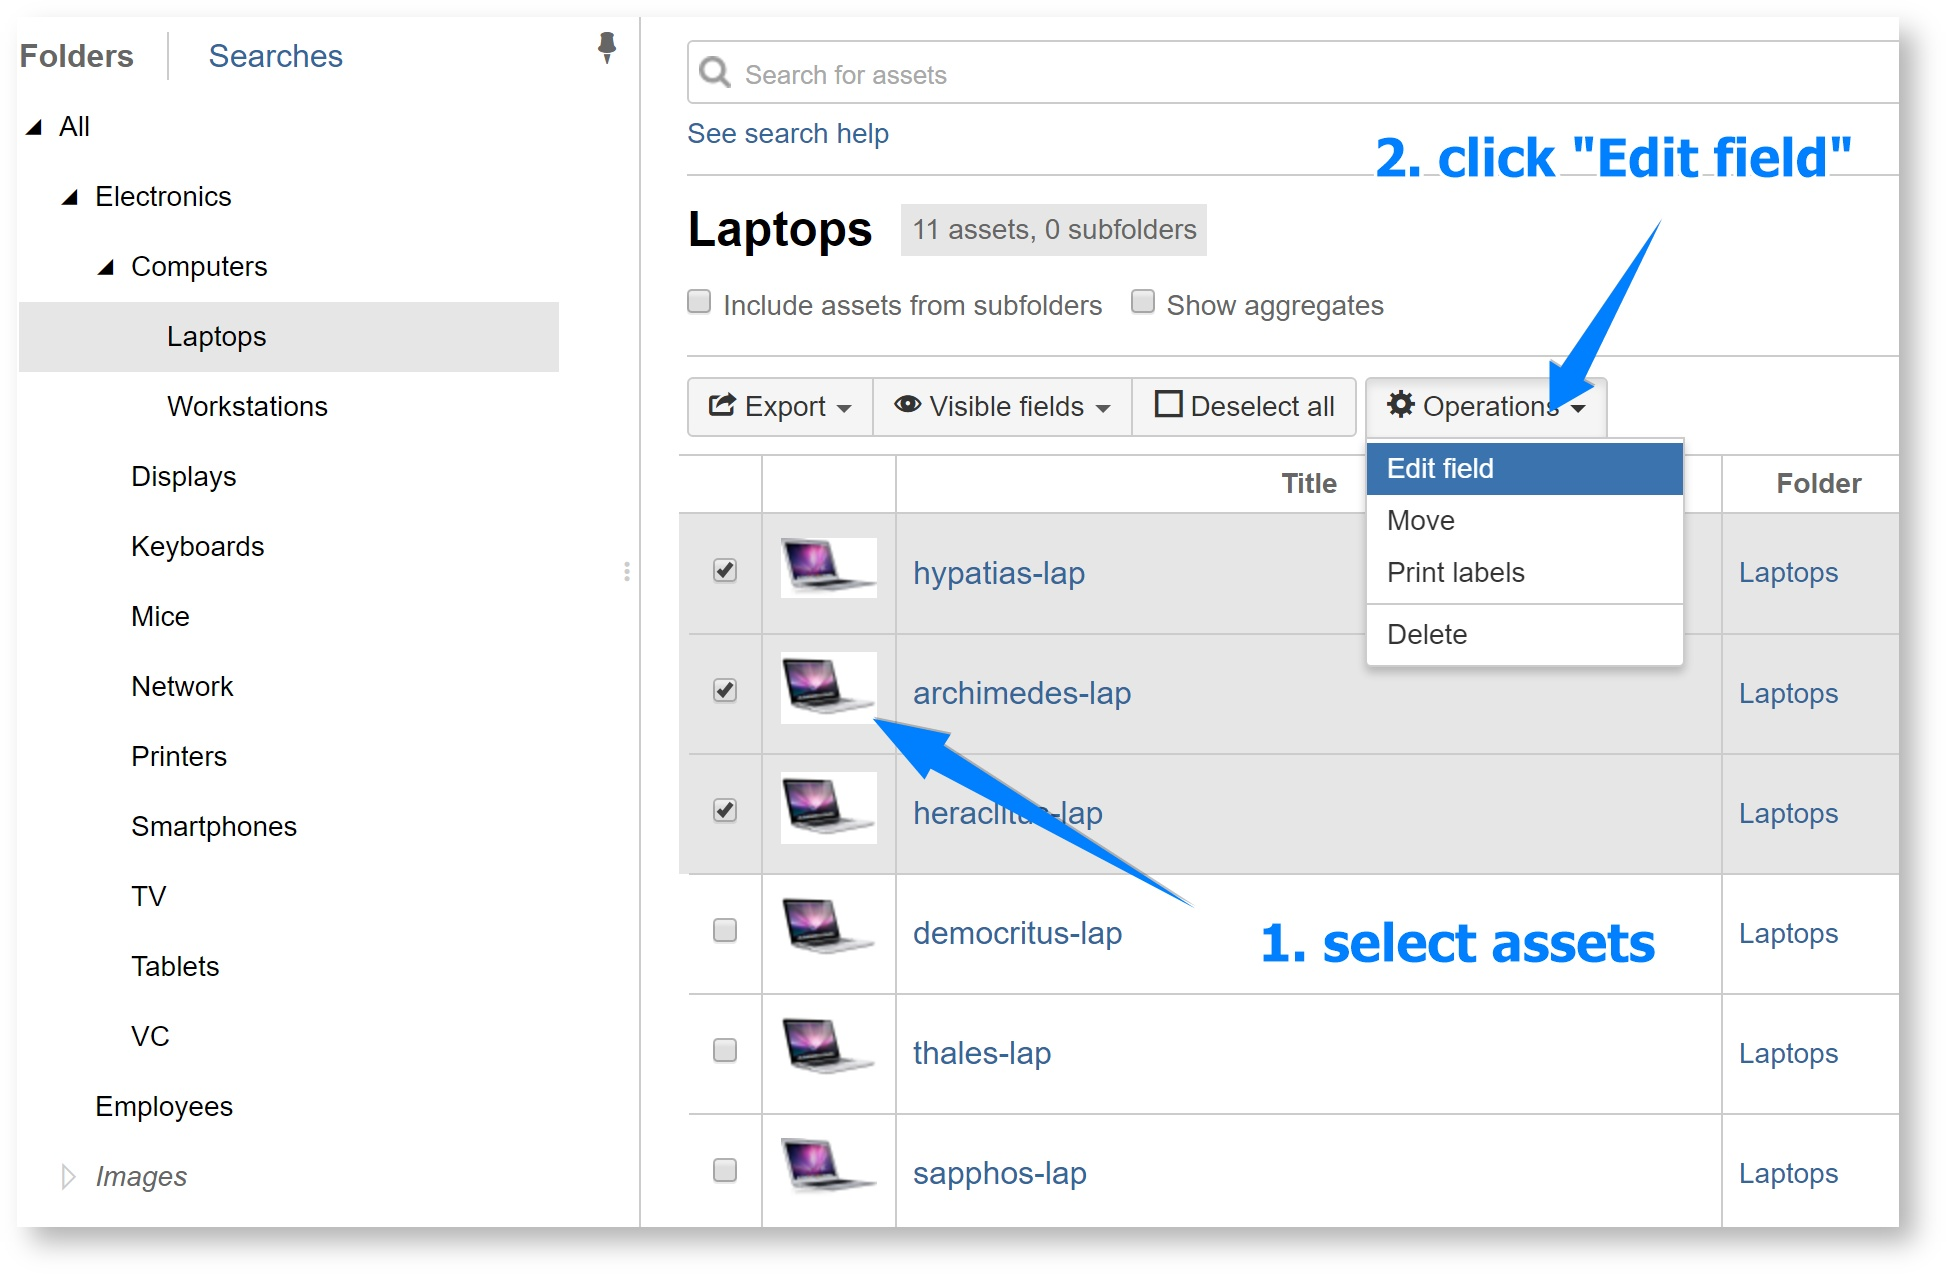 Folders
Searches
All
Electronics
Computers
Laptops
Workstations
Displays
Keyboards
Mice
Network
Printers
Smartphones
TV
Tablets
VC
Employees
Images
Search for assets
See search help
2. click "Edit field"
Laptops
11 assets, 0 subfolders
Include assets from subfolders
Show aggregates
Export
Visible fields
Deselect all
Operations
Edit field
Move
Print labels
Delete
Title
Folder
hypatias-lap
Laptops
archimedes-lap
Laptops
heraclitus-lap
Laptops
democritus-lap
Laptops
1. select assets
thales-lap
Laptops
sapphos-lap
Laptops